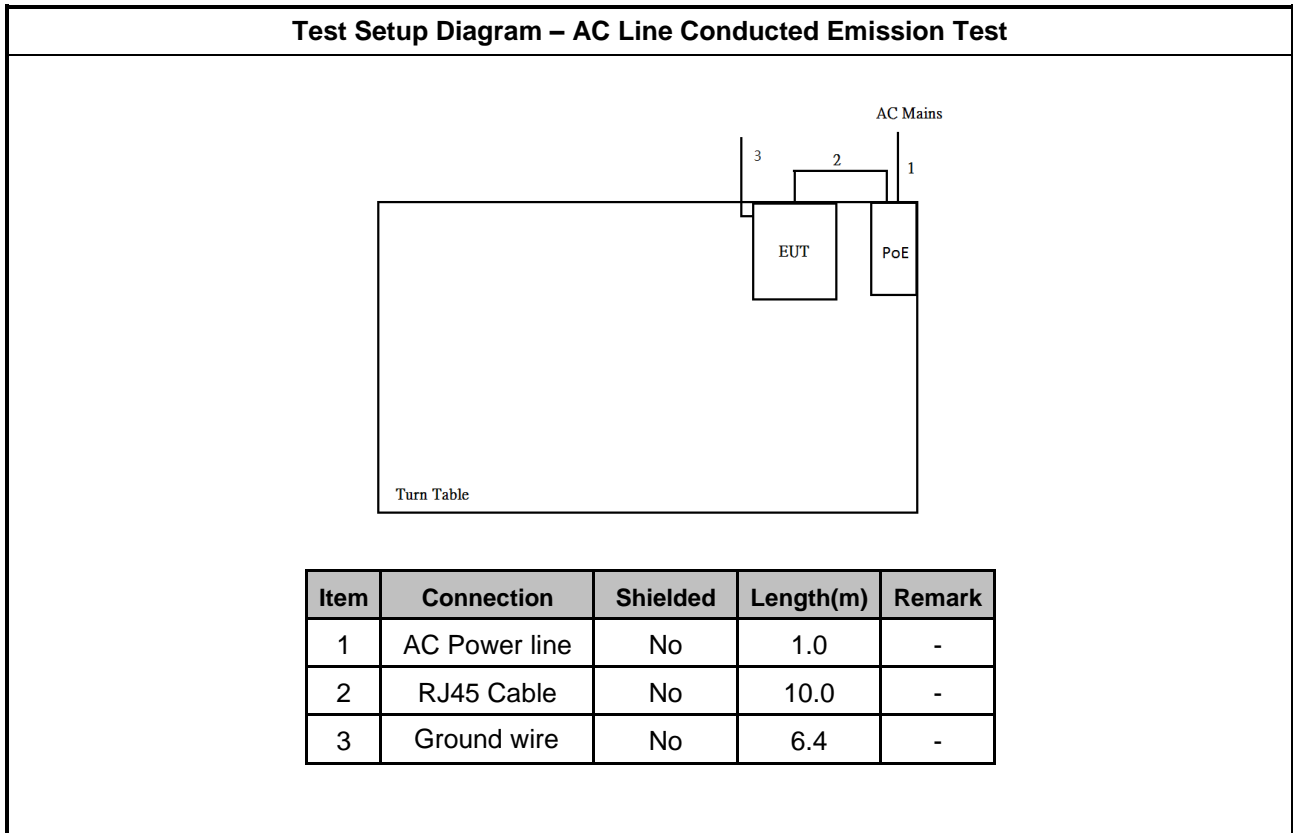 Test Setup Diagram – AC Line Conducted Emission Test
AC Mains
3
2
1
EUT
PoE
Turn Table
Item Connection Shielded Length(m) Remark
1 AC Power line No 1.0 -
2 RJ45 Cable No 10.0 -
3 Ground wire No 6.4 -